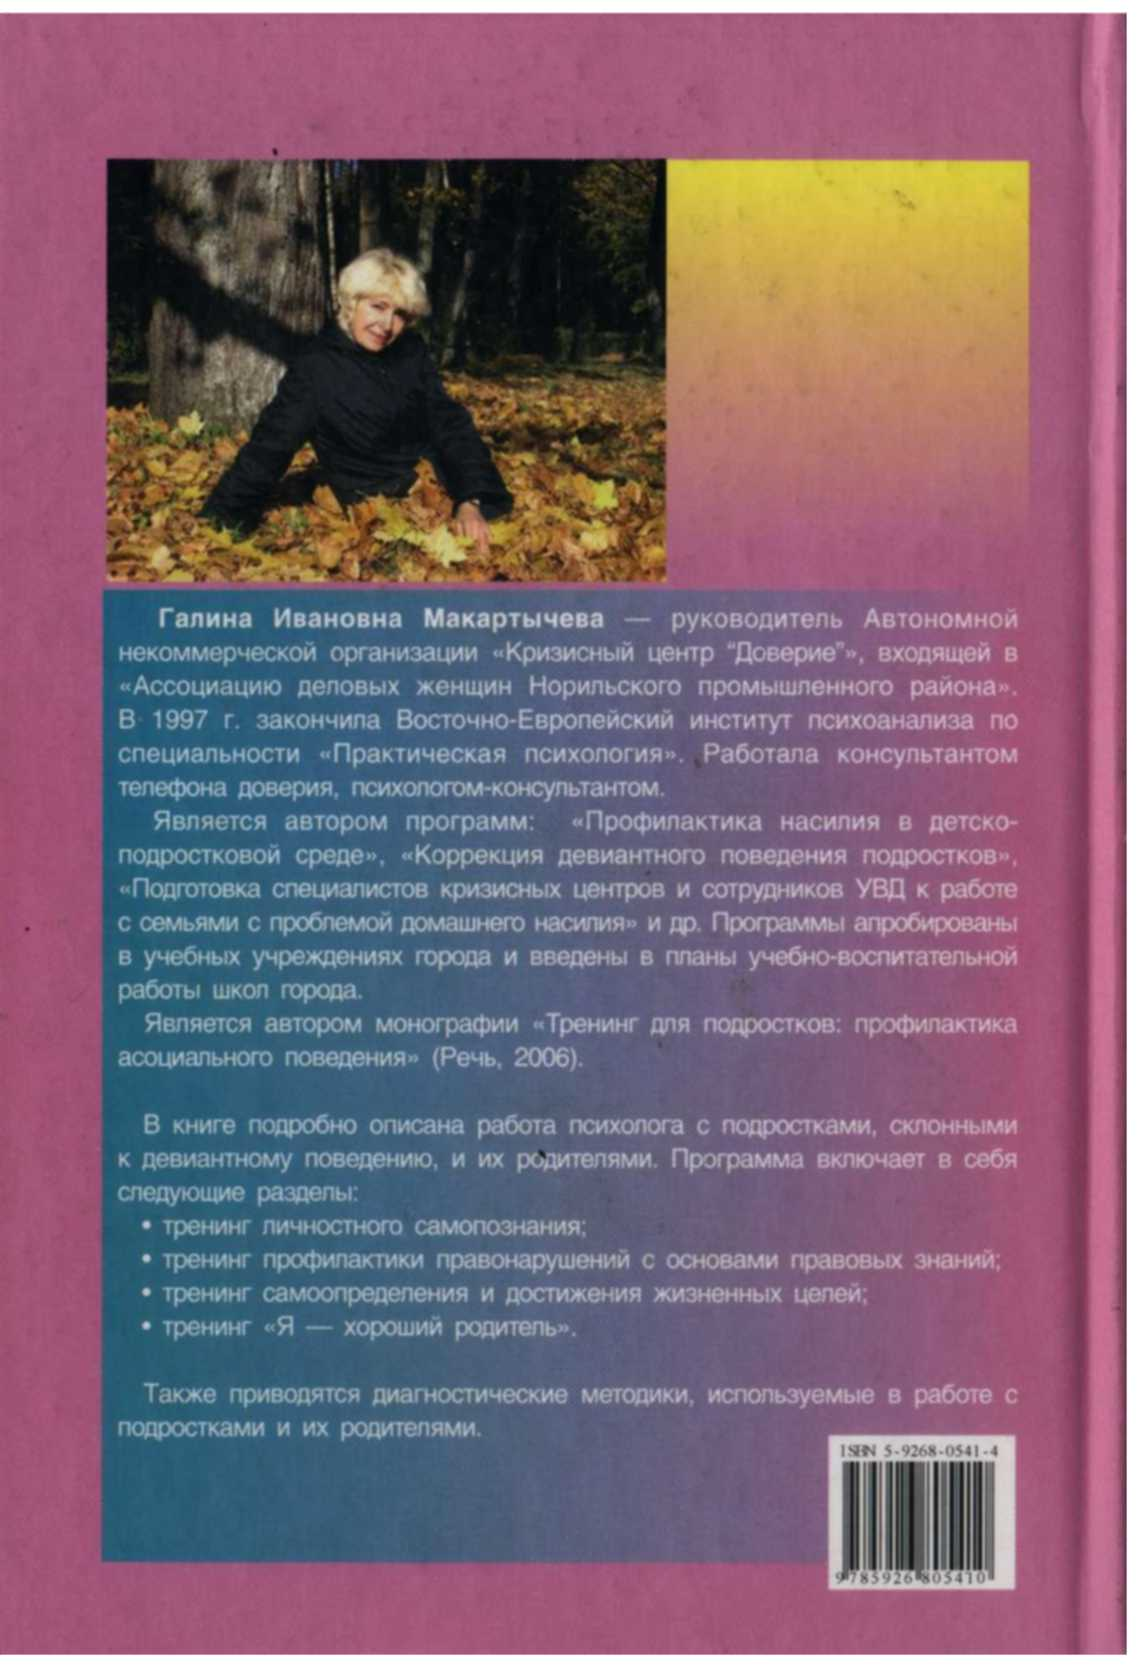 Галина Ивановна Макартычева — руководитель Автономной
некоммерческой организации «Кризисный центр “Доверие”», входящей в
«Ассоциацию деловых женщин Норильского промышленного района».
В 1997 г. закончила Восточно-Европейский институт психоанализа по
специальности «Практическая психология». Работала консультантом
телефона доверия, психологом-консультантом.
Является автором программ: «Профилактика насилия в детско-
подростковой среде», «Коррекция девиантного поведения подростков»,
«Подготовка специалистов кризисных центров и сотрудников УВД к работе
с семьями с проблемой домашнего насилия» и др. Программы апробированы
в учебных учреждениях города и введены в планы учебно-воспитательной
работы школ города.
Является автором монографии «Тренинг для подростков: профилактика
асоциального поведения» (Речь, 2006).
В книге подробно описана работа психолога с подростками, склонными
к девиантному поведению, и их родителями. Программа включает в себя
следующие разделы:
• тренинг личностного самопознания;
• тренинг профилактики правонарушений с основами правовых знаний;
• тренинг самоопределения и достижения жизненных целей;
• тренинг «Я — хороший родитель».
Также приводятся диагностические методики, используемые в работе с
подростками и их родителями.
ISBN 5-9268-0541-4
9785926805410